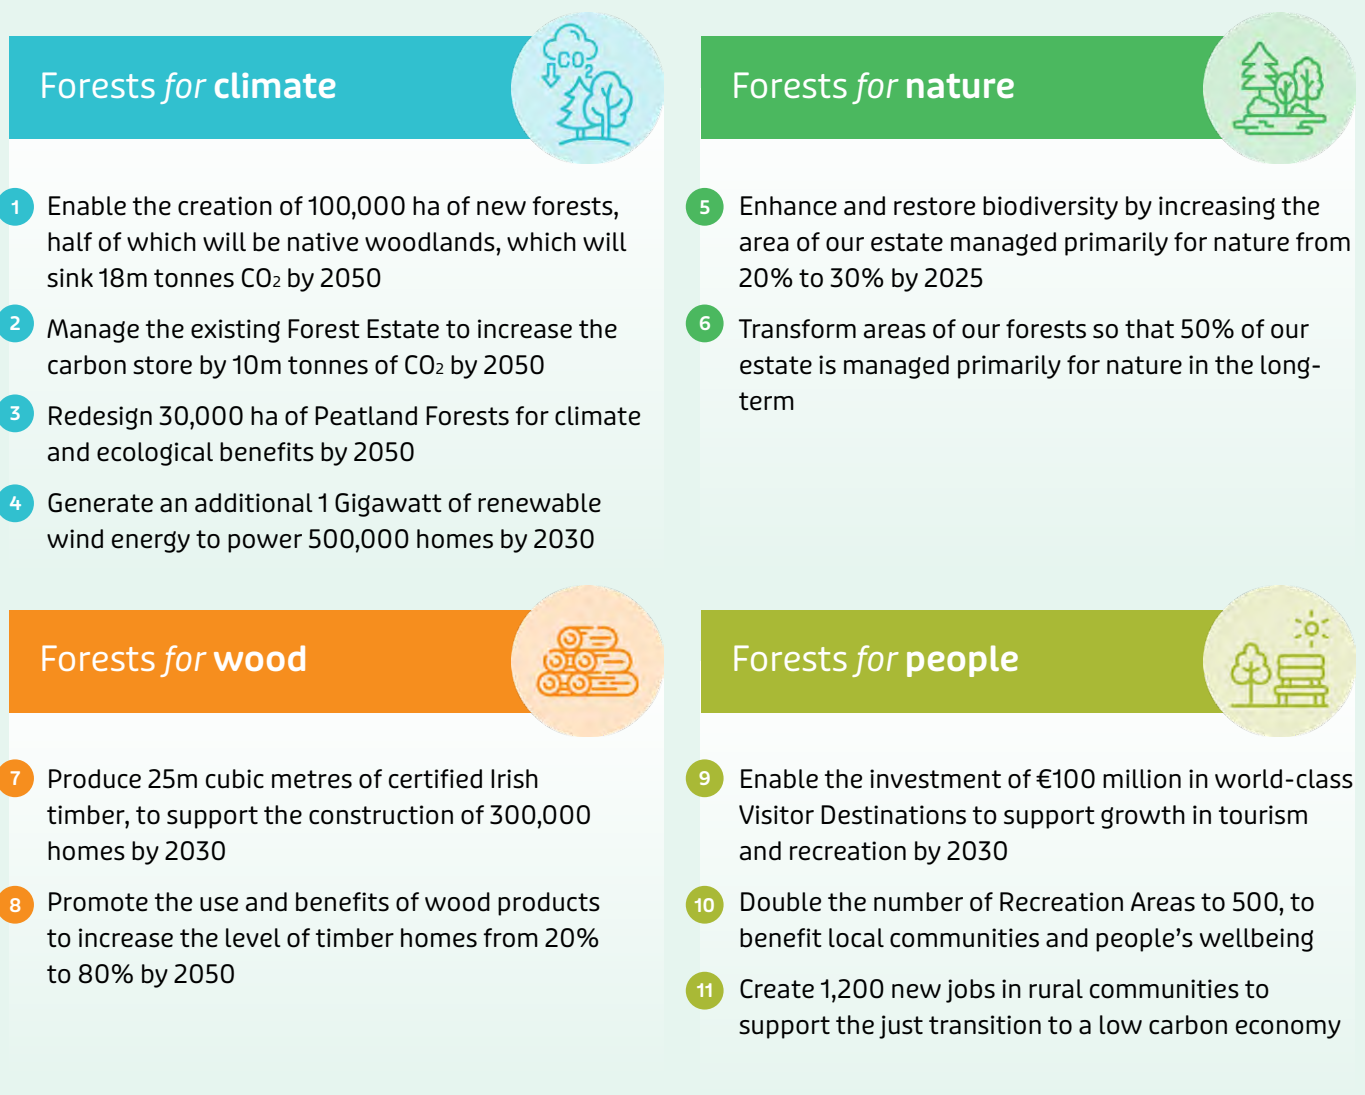 Forests for climate
CO2
1 Enable the creation of 100,000 ha of new forests,
half of which will be native woodlands, which will
sink 18m tonnes CO2 by 2050
2 Manage the existing Forest Estate to increase the
carbon store by 10m tonnes of CO2 by 2050
3 Redesign 30,000 ha of Peatland Forests for climate
and ecological benefits by 2050
4 Generate an additional 1 Gigawatt of renewable
wind energy to power 500,000 homes by 2030
Forests for nature
5 Enhance and restore biodiversity by increasing the
area of our estate managed primarily for nature from
20% to 30% by 2025
6 Transform areas of our forests so that 50% of our
estate is managed primarily for nature in the long-
term
Forests for wood
7 Produce 25m cubic metres of certified Irish
timber, to support the construction of 300,000
homes by 2030
8 Promote the use and benefits of wood products
to increase the level of timber homes from 20%
to 80% by 2050
Forests for people
9 Enable the investment of €100 million in world-class
Visitor Destinations to support growth in tourism
and recreation by 2030
10 Double the number of Recreation Areas to 500, to
benefit local communities and people's wellbeing
11 Create 1,200 new jobs in rural communities to
support the just transition to a low carbon economy